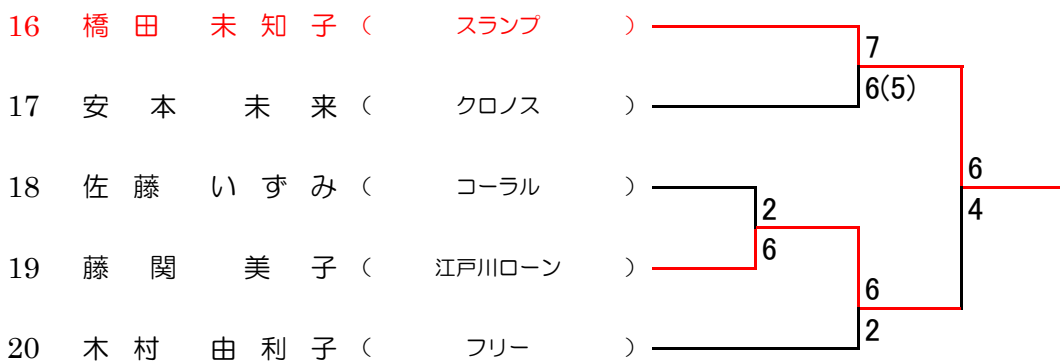 16 橋田 未知子（ スランプ ）
7
17 安本 未来（ クロノス ）
6(5)
18 佐藤 いずみ（ コーラル ）
6
2
4
19 藤関 美子（ 江戸川ローン ）
6
6
20 木村 由利子（ フリー ）
2